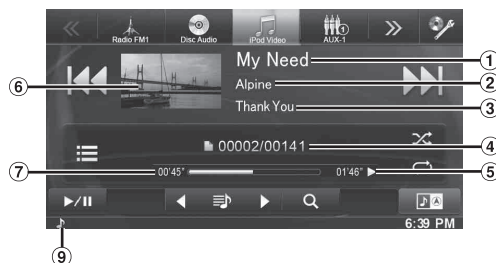 Radio FM1 Disc Audio iPod Video AUX-1
My Need 1
Alpine 2
6
Thank You 3
00002/00141 4
7 00'45" 01'46" 5
6:39 PM
9